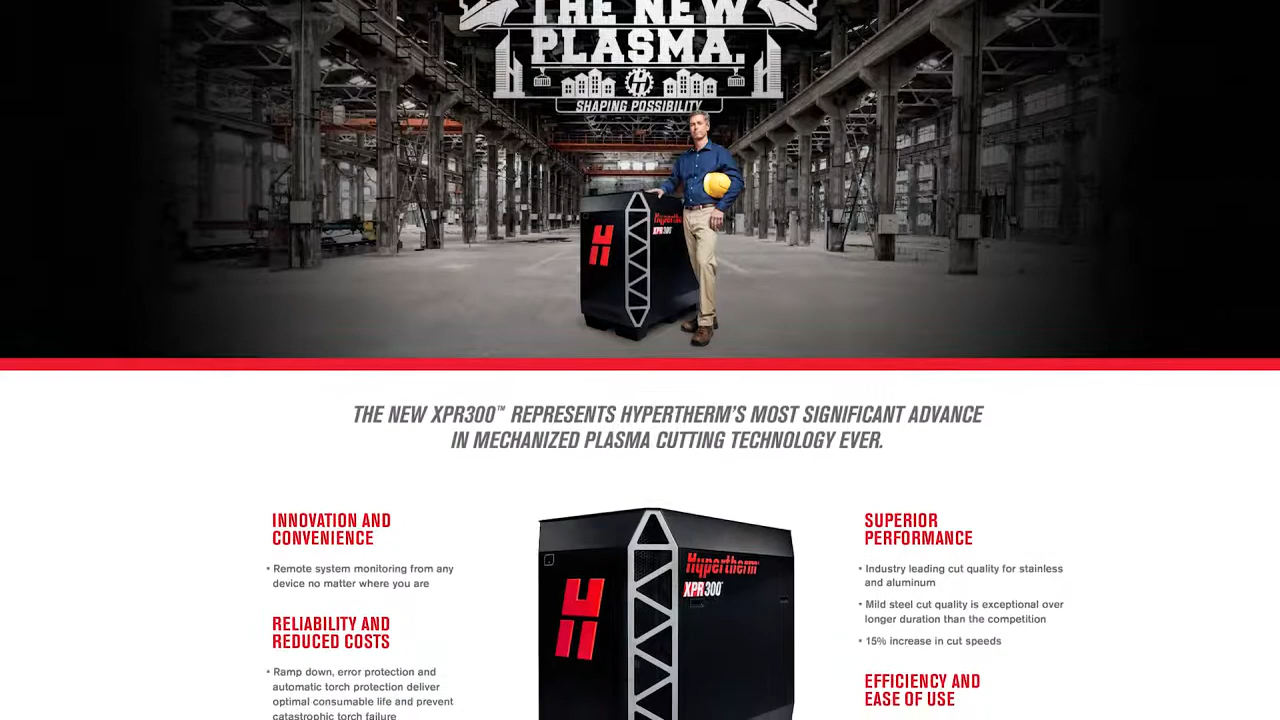 THE NEW
PLASMA.
SHAPING POSSIBILITY
Hypertherm
XPR300
THE NEW XPR300™ REPRESENTS HYPERTHERM'S MOST SIGNIFICANT ADVANCE
IN MECHANIZED PLASMA CUTTING TECHNOLOGY EVER.
INNOVATION AND
CONVENIENCE
• Remote system monitoring from any
device no matter where you are
RELIABILITY AND
REDUCED COSTS
• Ramp down, error protection and
automatic torch protection deliver
optimal consumable life and prevent
catastrophic torch failure
Hypertherm
XPR300
SUPERIOR
PERFORMANCE
• Industry leading cut quality for stainless
and aluminum
• Mild steel cut quality is exceptional over
longer duration than the competition
• 15% increase in cut speeds
EFFICIENCY AND
EASE OF USE